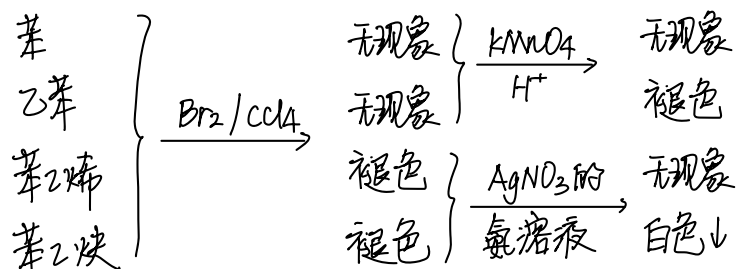 苯 无现象 KMnO4 无现象
乙苯 Br2/CCl4 无现象 H+ 褪色
苯乙烯 褪色 AgNO3的 无现象
苯乙炔 褪色 氨溶液 白色↓